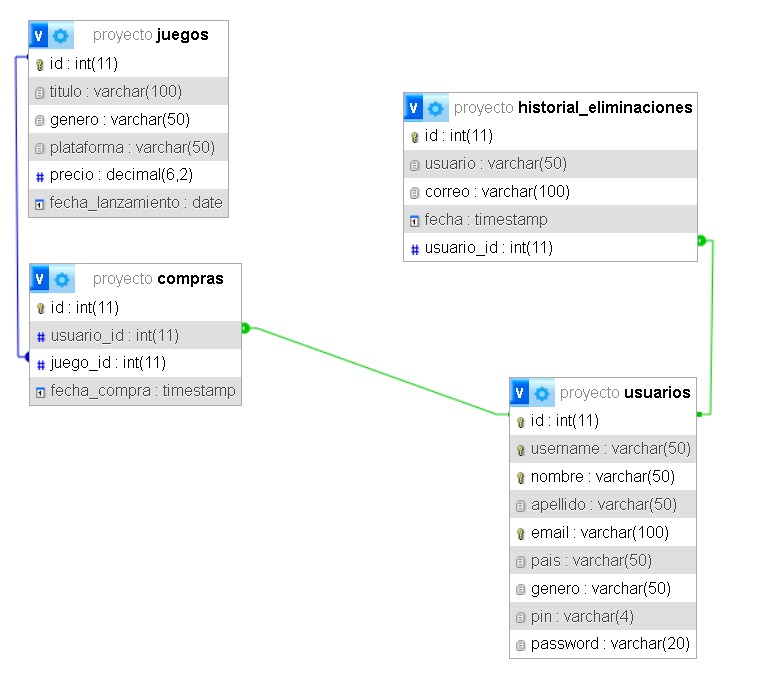 V proyecto juegos
id : int(11)
titulo : varchar(100)
genero : varchar(50)
plataforma : varchar(50)
# precio : decimal(6,2)
fecha_lanzamiento : date
V proyecto historial_eliminaciones
id : int(11)
usuario : varchar(50)
correo : varchar(100)
fecha : timestamp
# usuario_id : int(11)
V proyecto compras
id : int(11)
# usuario_id : int(11)
# juego_id : int(11)
fecha_compra : timestamp
V proyecto usuarios
id : int(11)
username : varchar(50)
nombre : varchar(50)
apellido : varchar(50)
email : varchar(100)
pais : varchar(50)
genero : varchar(50)
pin : varchar(4)
password : varchar(20)